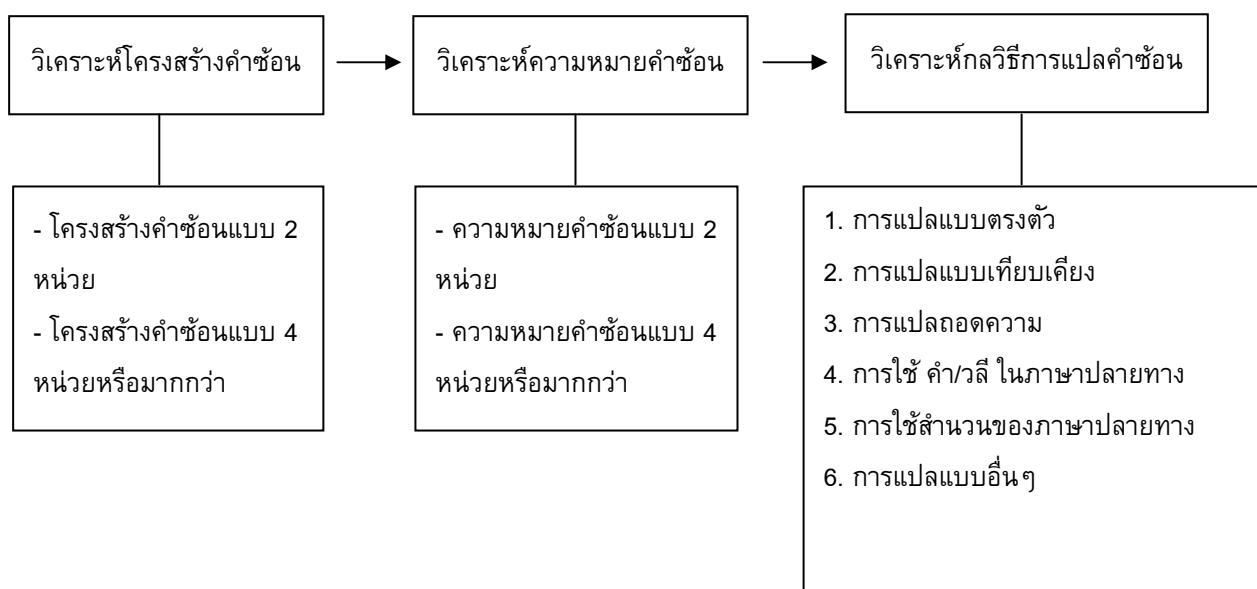 วิเคราะห์โครงสร้างคำซ้อน
วิเคราะห์ความหมายคำซ้อน
วิเคราะห์กลวิธีการแปลคำซ้อน
- โครงสร้างคำซ้อนแบบ 2
หน่วย
- โครงสร้างคำซ้อนแบบ 4
หน่วยหรือมากกว่า
- ความหมายคำซ้อนแบบ 2
หน่วย
- ความหมายคำซ้อนแบบ 4
หน่วยหรือมากกว่า
1. การแปลแบบตรงตัว
2. การแปลแบบเทียบเคียง
3. การแปลถอดความ
4. การใช้ คำ/วลี ในภาษาปลายทาง
5. การใช้สำนวนของภาษาปลายทาง
6. การแปลแบบอื่นๆ